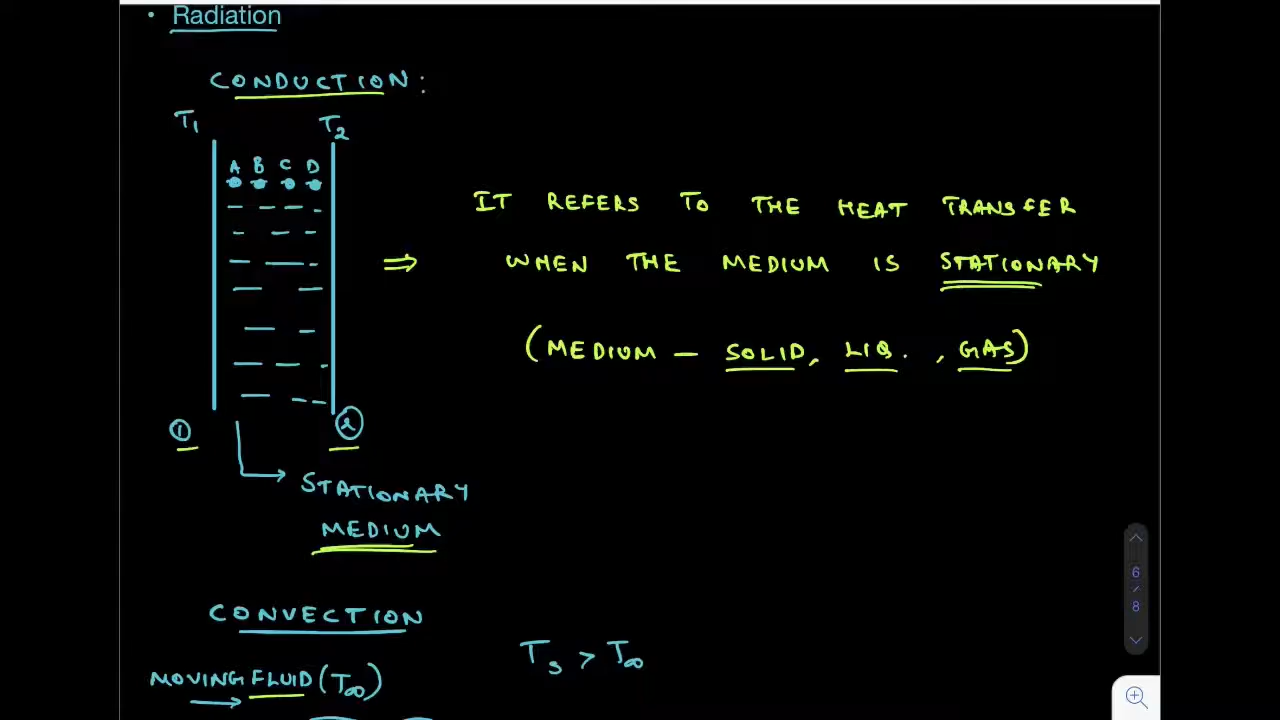 • Radiation
CONDUCTION:
T1 T2
A B C D
IT REFERS TO THE HEAT TRANSFER
⇒ WHEN THE MEDIUM IS STATIONARY
(MEDIUM - SOLID, LIQ. , GAS)
① ②
STATIONARY
MEDIUM
CONVECTION
Ts > T∞
MOVING FLUID (T∞)
6
/
8